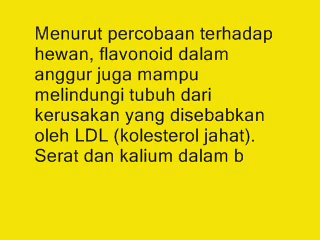 Menurut percobaan terhadap
hewan, flavonoid dalam
anggur juga mampu
melindungi tubuh dari
kerusakan yang disebabkan
oleh LDL (kolesterol jahat).
Serat dan kalium dalam b